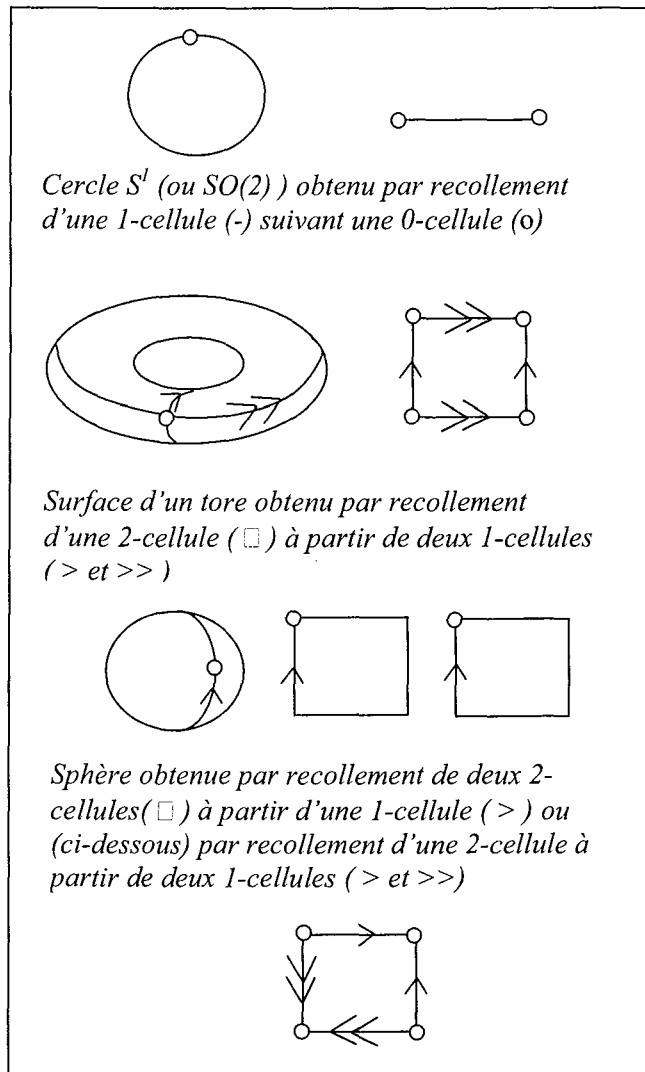 Cercle S¹ (ou SO(2) ) obtenu par recollement
d'une 1-cellule (-) suivant une 0-cellule (o)
Surface d'un tore obtenu par recollement
d'une 2-cellule ( □ ) à partir de deux 1-cellules
( > et >> )
Sphère obtenue par recollement de deux 2-
cellules( □ ) à partir d'une 1-cellule ( > ) ou
(ci-dessous) par recollement d'une 2-cellule à
partir de deux 1-cellules ( > et >>)